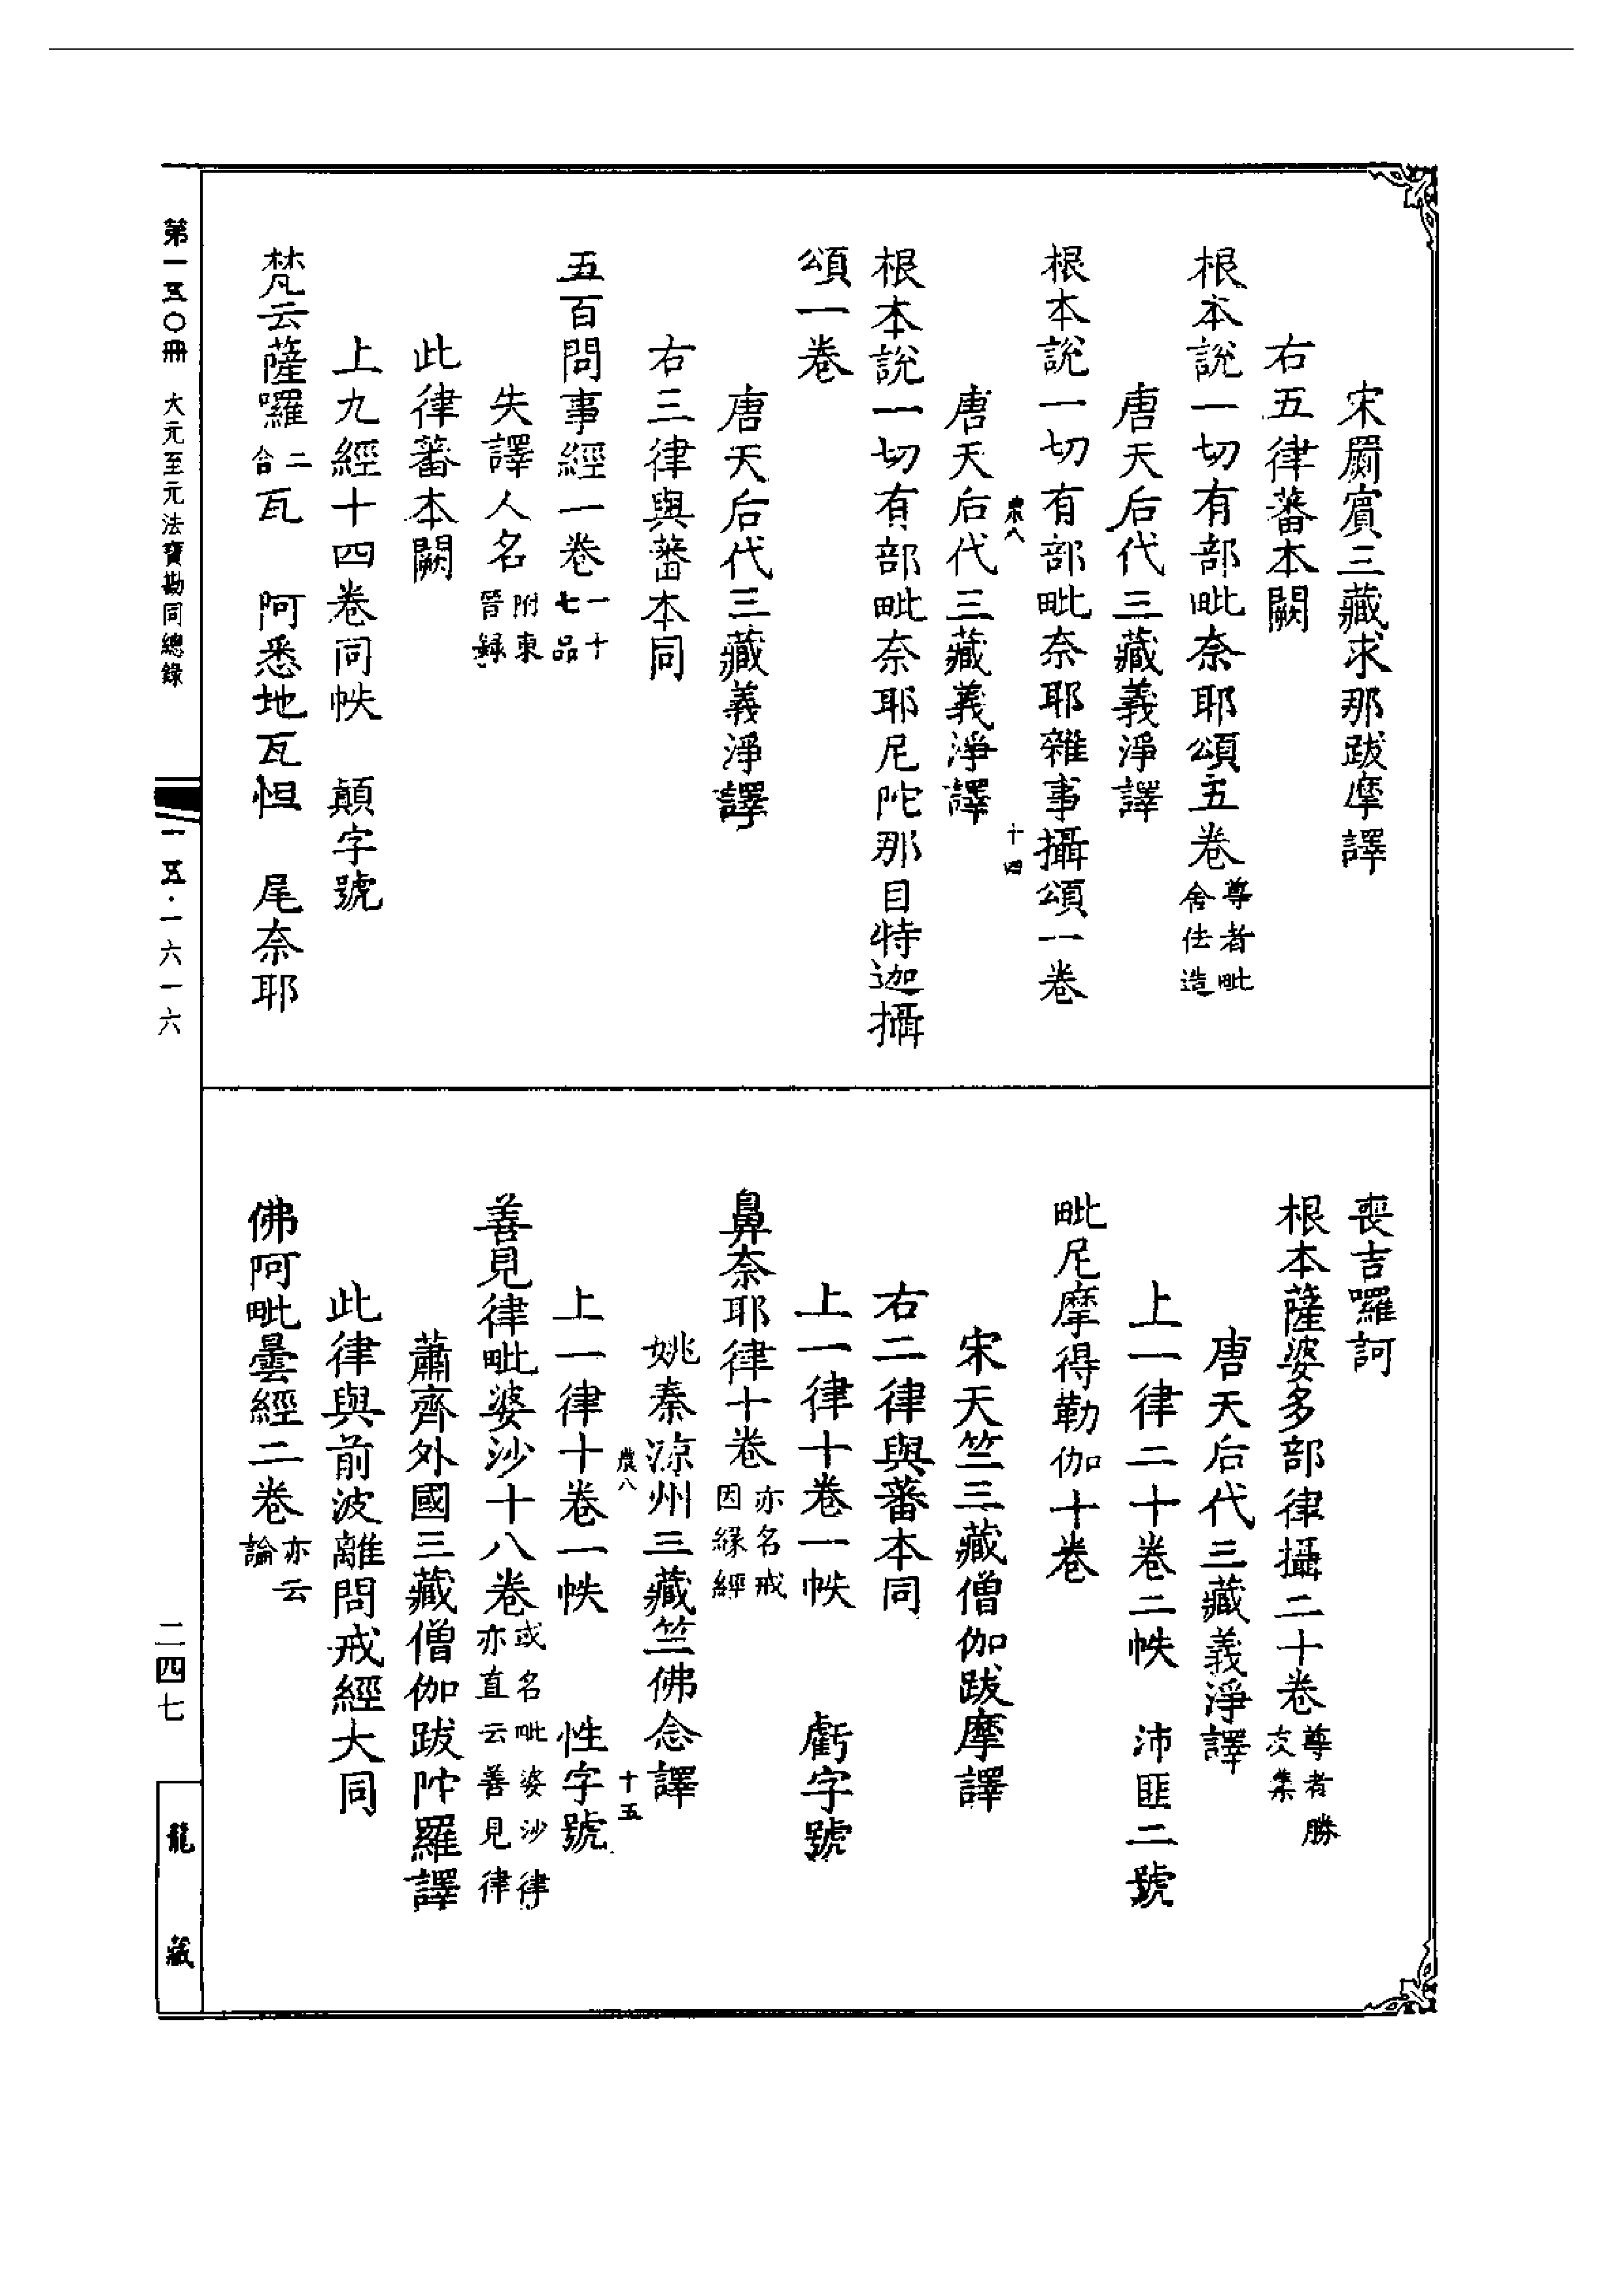 宋罽賓三藏求那跋摩譯
右五律蕃本闕
根本說一切有部毗奈耶頌五卷尊者毗舍佉造
唐天后代三藏義淨譯
根本說一切有部毗奈耶雜事攝頌一卷
農八 十四
唐天后代三藏義淨譯
根本說一切有部毗奈耶尼陀那目特迦攝
頌一卷
唐天后代三藏義淨譯
右三律與蕃本同
五百問事經一卷一十七品
失譯人名附東晉録
此律蕃本闕
上九經十四卷同帙 顛字號
梵云薩囉二合瓦 阿悉地瓦怛 尾奈耶
喪吉囉訶
根本薩婆多部律攝二十卷尊者勝友集
唐天后代三藏義淨譯
上一律二十卷二帙 沛匪二號
毗尼摩得勒伽十卷
宋天竺三藏僧伽跋摩譯
右二律與蕃本同
上一律十卷一帙 虧字號
鼻奈耶律十卷亦名戒因緣經
姚秦涼州三藏竺佛念譯
農八 十五
上一律十卷一帙 性字號
善見律毗婆沙十八卷或名毗婆沙律亦直云善見律
蕭齊外國三藏僧伽跋陀羅譯
此律與前波離問戒經大同
佛阿毗曇經二卷亦云論
第一五〇冊 大元至元法寶勘同總錄
一五·一六一六
二四七
龍藏